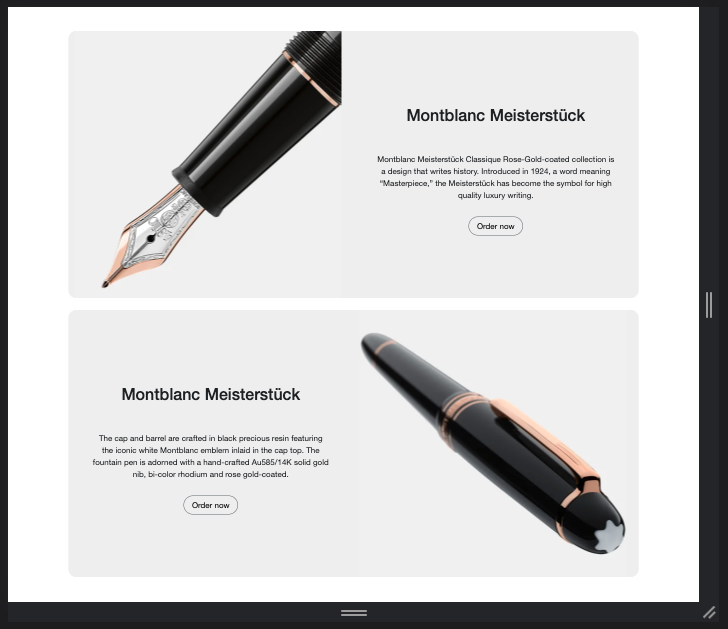 Montblanc Meisterstück
Montblanc Meisterstück Classique Rose-Gold-coated collection is
a design that writes history. Introduced in 1924, a word meaning
“Masterpiece,” the Meisterstück has become the symbol for high
quality luxury writing.
Order now
Montblanc Meisterstück
The cap and barrel are crafted in black precious resin featuring
the iconic white Montblanc emblem inlaid in the cap top. The
fountain pen is adorned with a hand-crafted Au585/14K solid gold
nib, bi-color rhodium and rose gold-coated.
Order now